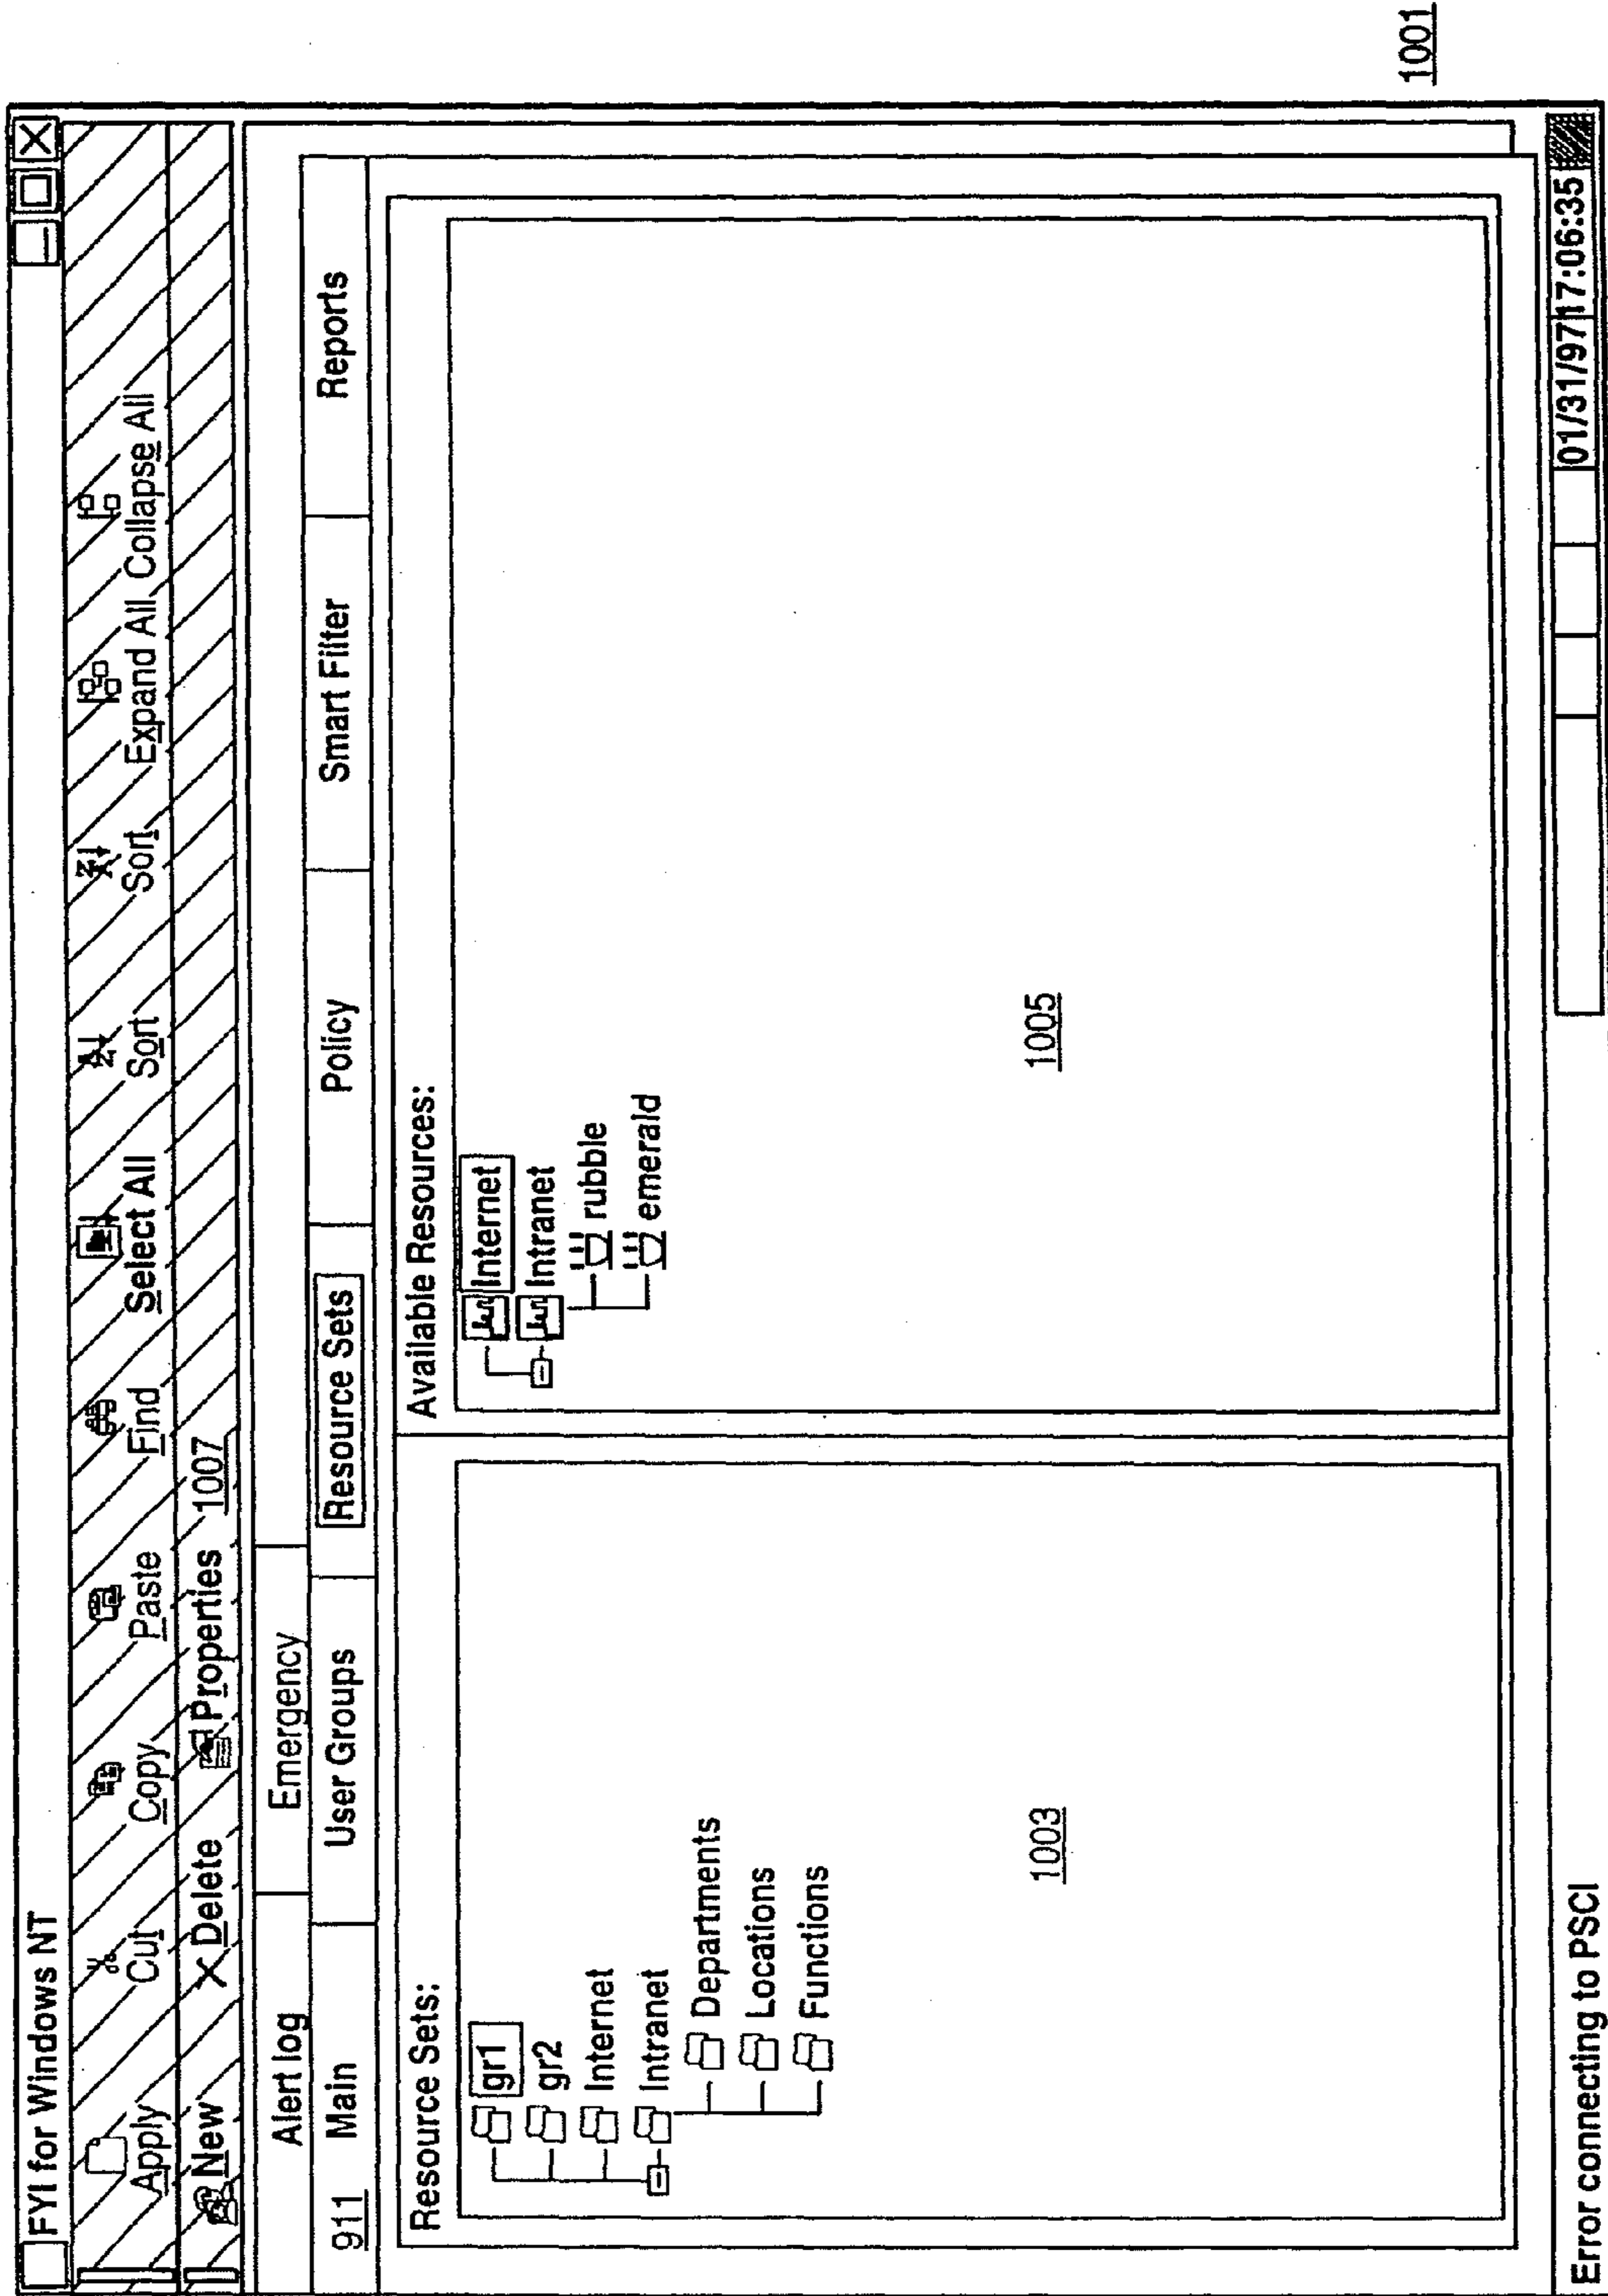 FYI for Windows NT
Apply Cut Copy Paste Find Select All Sort Sort Expand All Collapse All
New Delete Properties 1007
Alert log Emergency
911 Main User Groups Resource Sets Policy Smart Filter Reports
Resource Sets:
gr1
gr2
Internet
Intranet
Departments
Locations
Functions
1003
Available Resources:
Internet
Intranet
rubble
emerald
1005
Error connecting to PSCI
01/31/97 17:06:35
1001